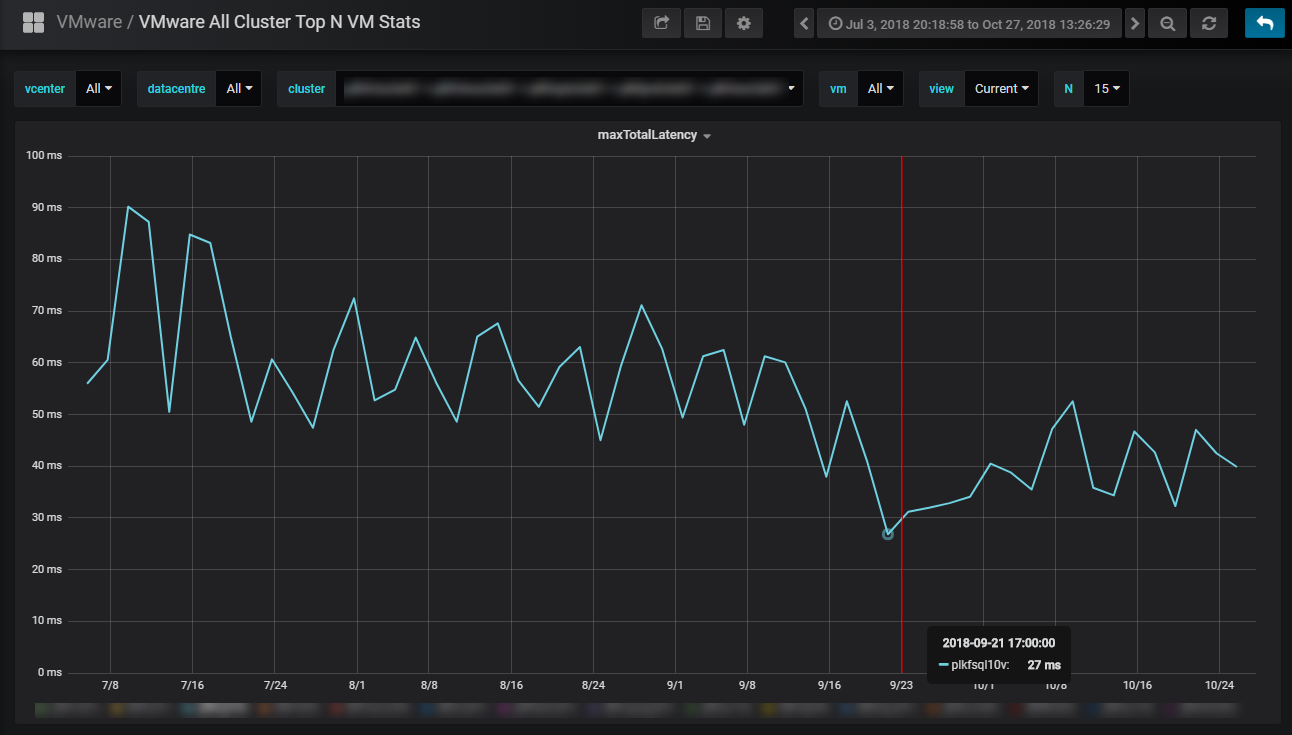 VMware / VMware All Cluster Top N VM Stats
Jul 3, 2018 20:18:58 to Oct 27, 2018 13:26:29
vcenter All datacentre All cluster vm All view Current N 15
maxTotalLatency
100 ms
90 ms
80 ms
70 ms
60 ms
50 ms
40 ms
30 ms
20 ms
10 ms
0 ms
2018-09-21 17:00:00
plkfsql10v: 27 ms
7/8 7/16 7/24 8/1 8/8 8/16 8/24 9/1 9/8 9/16 9/23 10/1 10/8 10/16 10/24